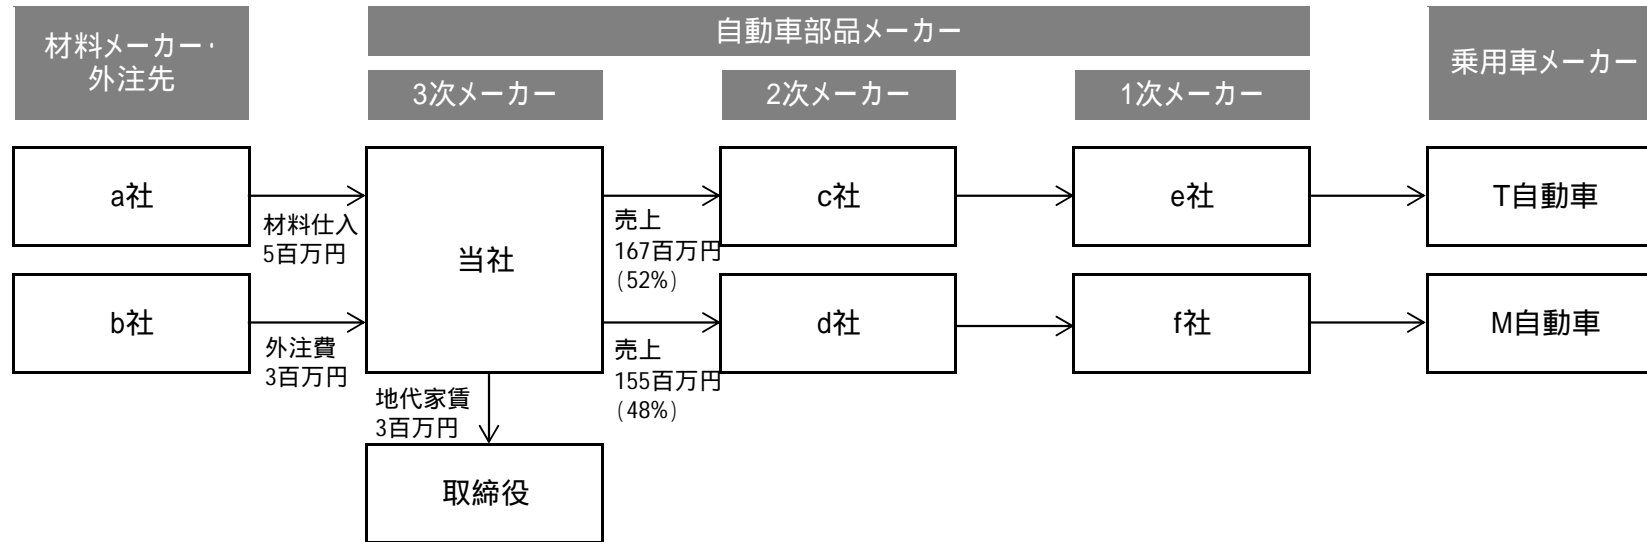 材料メーカー・
外注先
自動車部品メーカー
乗用車メーカー
3次メーカー
2次メーカー
1次メーカー
a社
材料仕入
5百万円
当社
売上
167百万円
(52%)
c社
e社
T自動車
b社
外注費
3百万円
売上
155百万円
(48%)
d社
f社
M自動車
地代家賃
3百万円
取締役